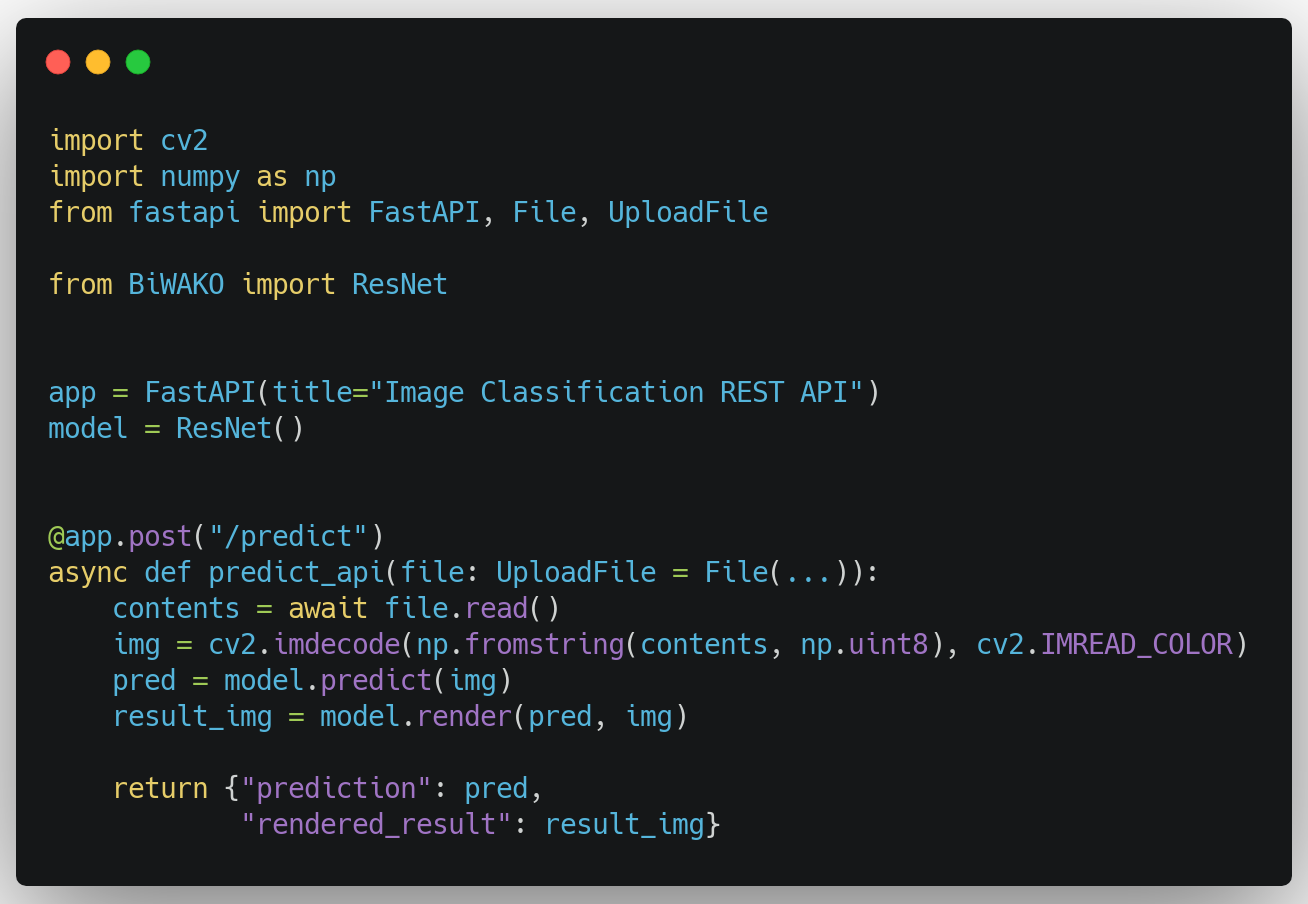 import cv2
import numpy as np
from fastapi import FastAPI, File, UploadFile
from BiWAKO import ResNet
app = FastAPI(title="Image Classification REST API")
model = ResNet()
@app.post("/predict")
async def predict_api(file: UploadFile = File(...)):
    contents = await file.read()
    img = cv2.imdecode(np.fromstring(contents, np.uint8), cv2.IMREAD_COLOR)
    pred = model.predict(img)
    result_img = model.render(pred, img)
    return {"prediction": pred,
            "rendered_result": result_img}